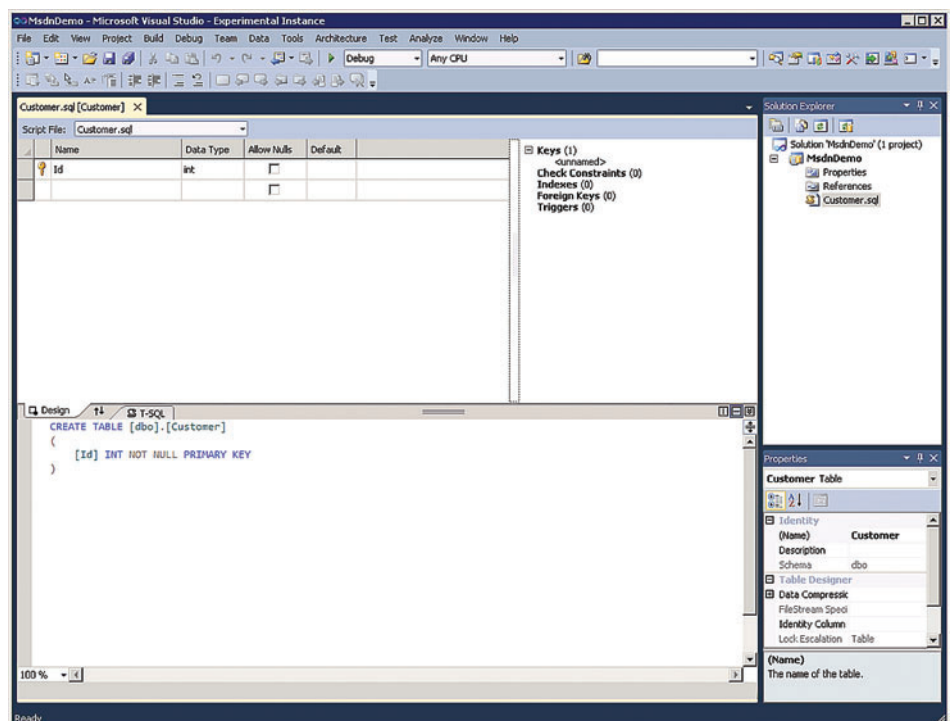 MsdnDemo - Microsoft Visual Studio - Experimental Instance
File Edit View Project Build Debug Team Data Tools Architecture Test Analyze Window Help
Debug Any CPU
Customer.sql [Customer]
Script File: Customer.sql
Name Data Type Allow Nulls Default
Id int
Keys (1)
<unnamed>
Check Constraints (0)
Indexes (0)
Foreign Keys (0)
Triggers (0)
Design T-SQL
CREATE TABLE [dbo].[Customer]
(
[Id] INT NOT NULL PRIMARY KEY
)
100 %
Solution Explorer
Solution 'MsdnDemo' (1 project)
MsdnDemo
Properties
References
Customer.sql
Properties
Customer Table
Identity
(Name) Customer
Description
Schema dbo
Table Designer
Data Compressic
FileStream Speci
Identity Column
Lock Escalation Table
(Name)
The name of the table.
Ready